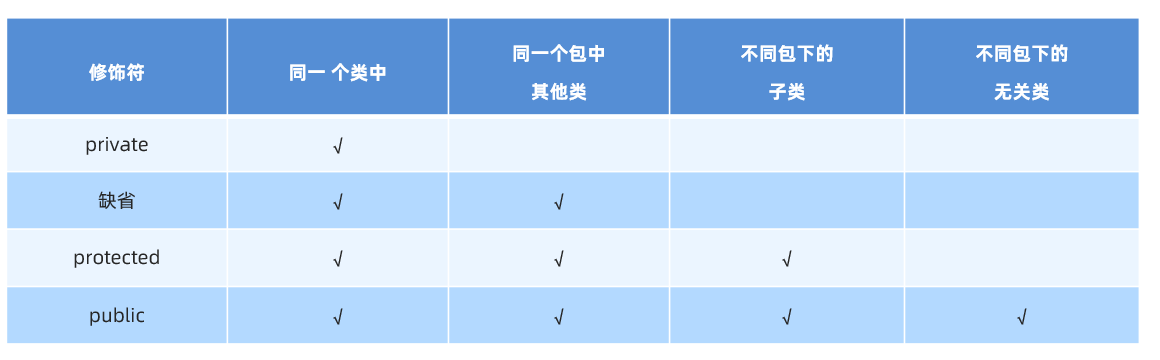 修饰符 同一 个类中 同一个包中 不同包下的 不同包下的
其他类 子类 无关类
private √
缺省 √ √
protected √ √ √
public √ √ √ √